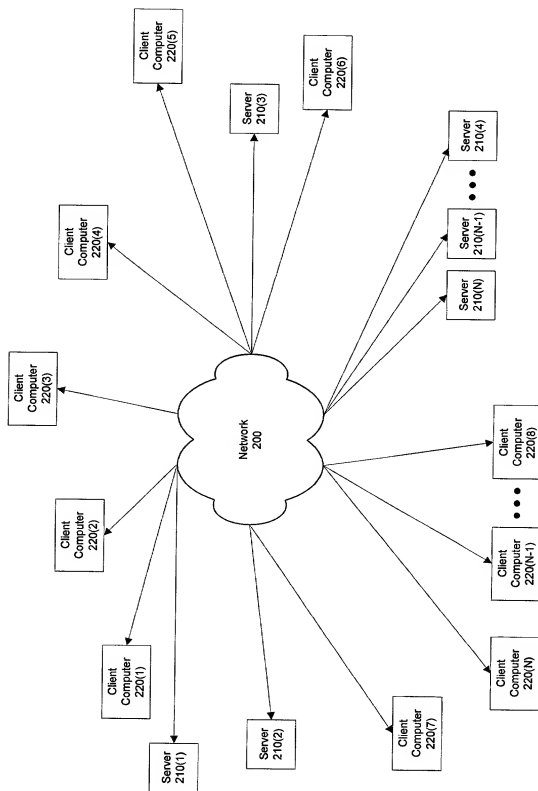 Client
Computer
220(3)
Client
Computer
220(2)
Client
Computer
220(4)
Client
Computer
220(1)
Client
Computer
220(5)
Server
210(1)
Network
200
Server
210(3)
Server
210(2)
Client
Computer
220(6)
Client
Computer
220(7)
Server
210(N)
Server
210(N-1)
Server
210(4)
Client
Computer
220(N)
Client
Computer
220(N-1)
Client
Computer
220(8)